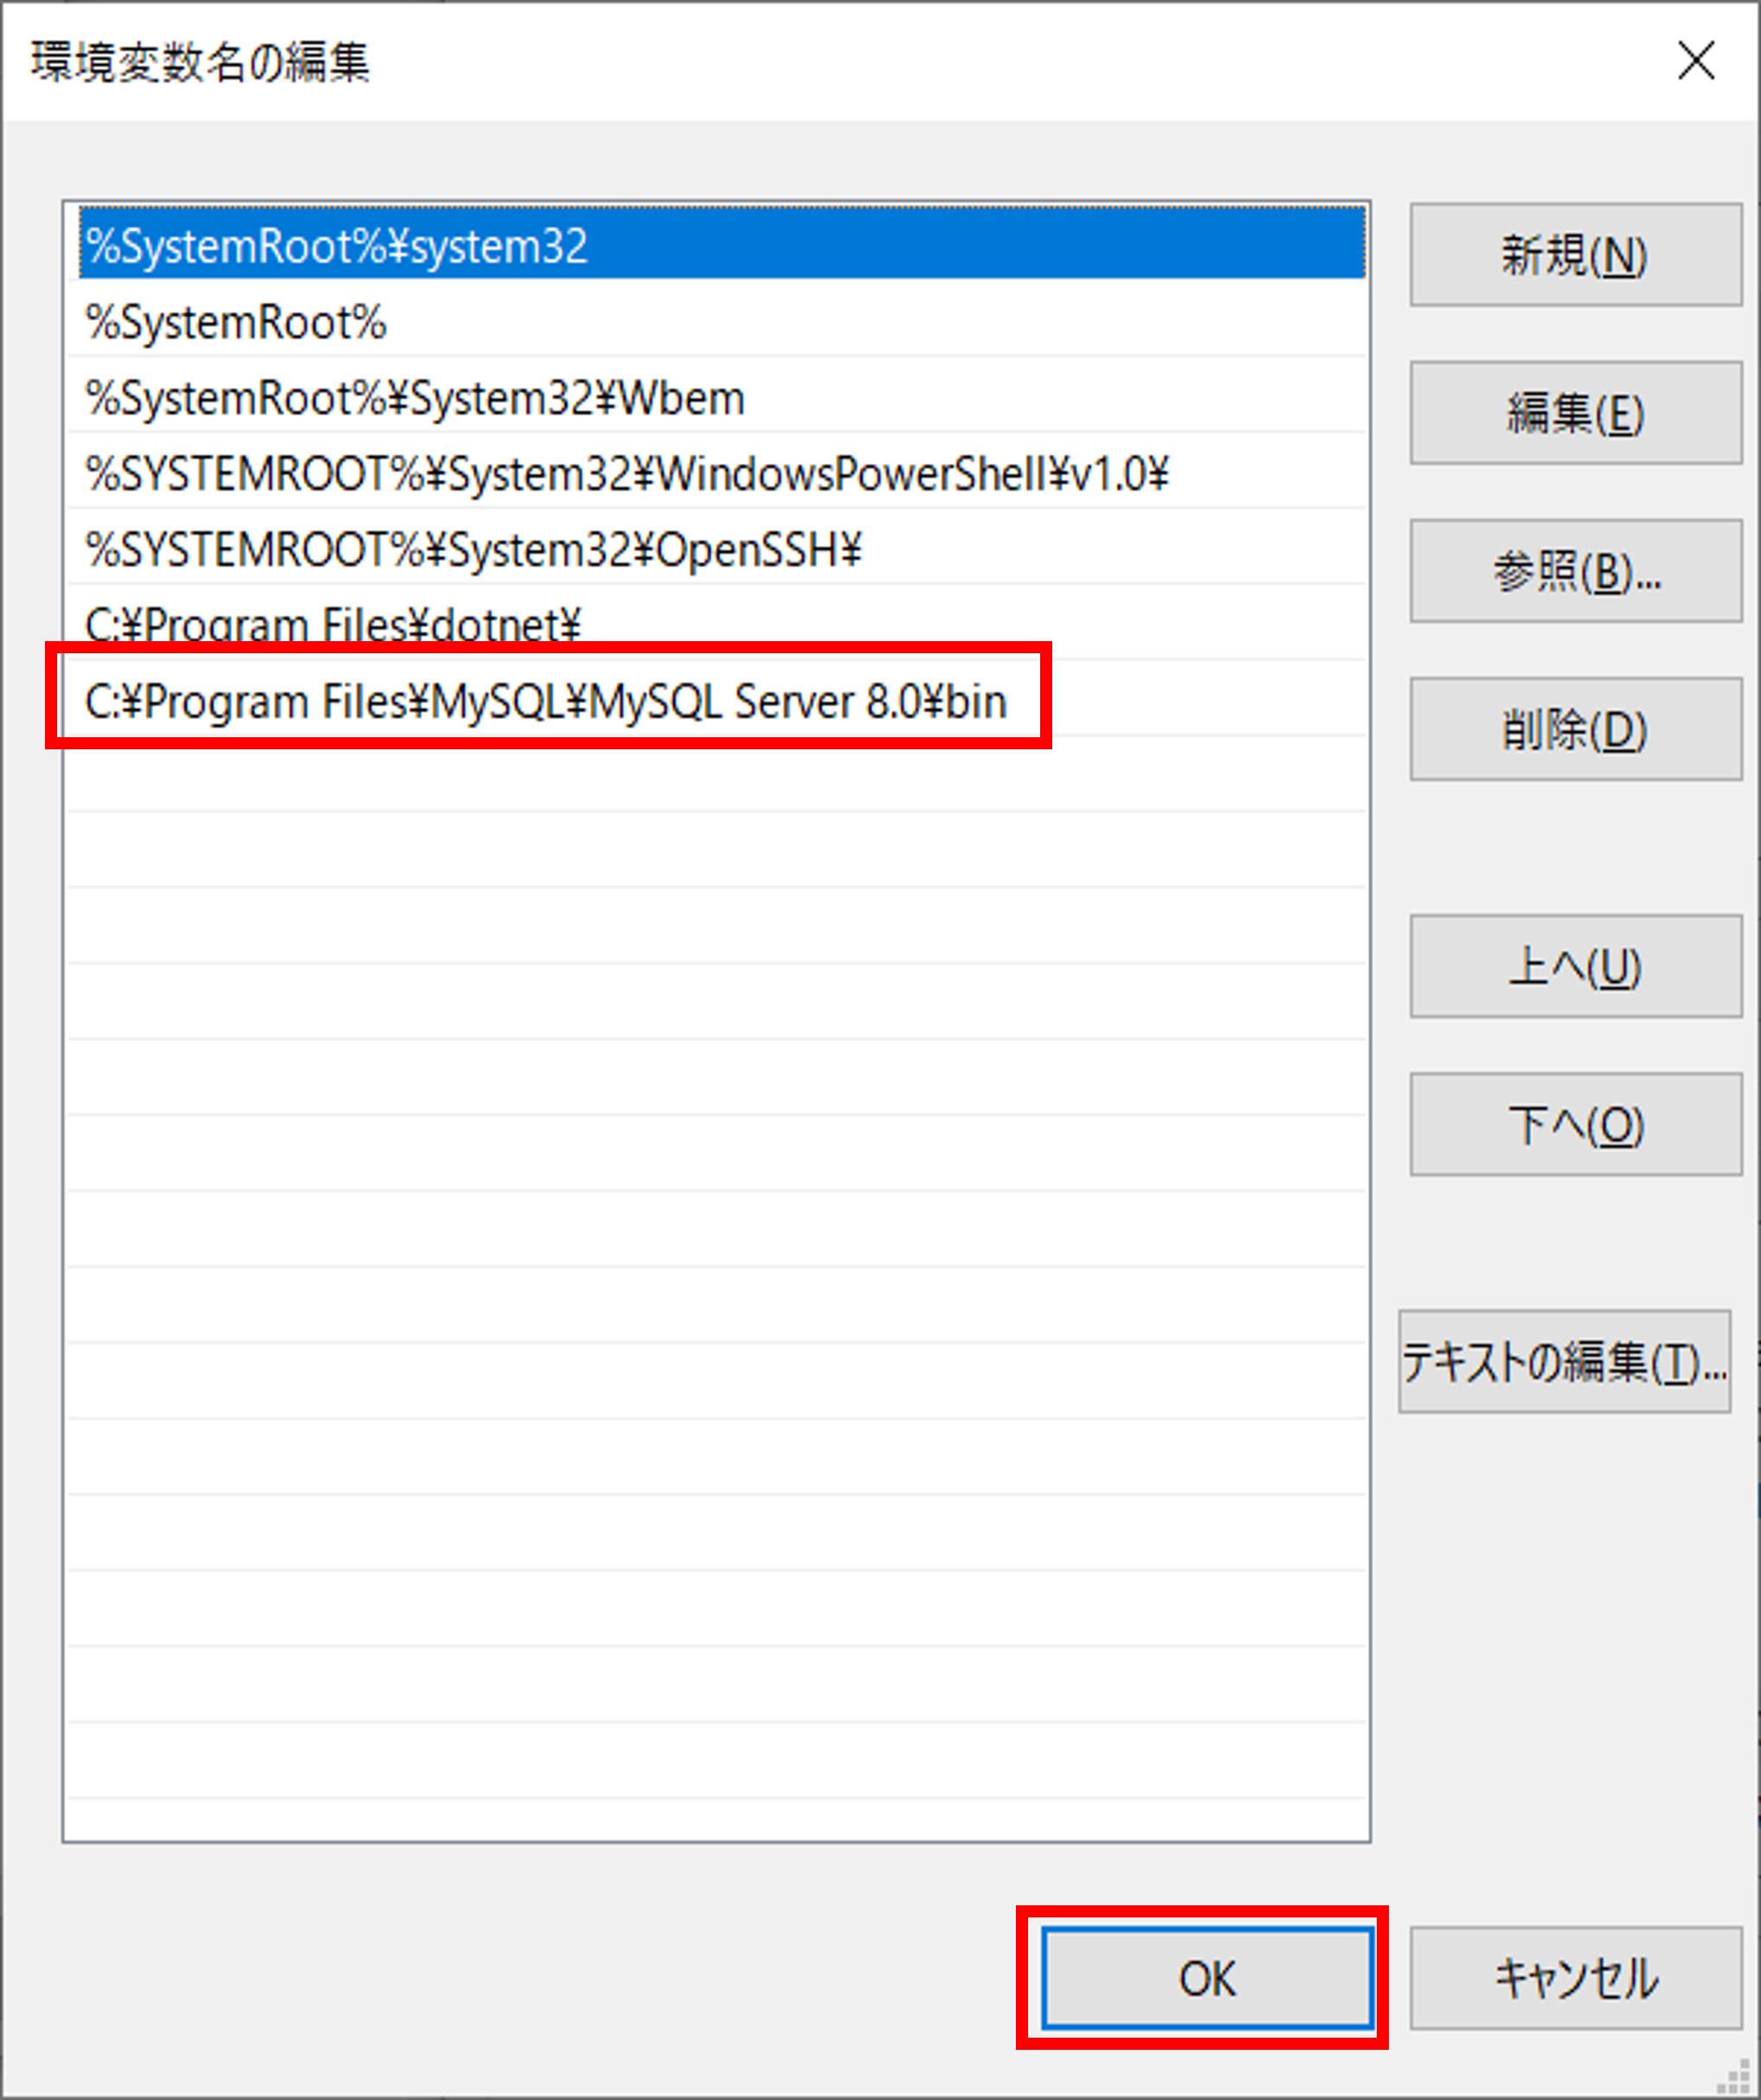 環境変数名の編集
%SystemRoot%¥system32
%SystemRoot%
%SystemRoot%¥System32¥Wbem
%SYSTEMROOT%¥System32¥WindowsPowerShell¥v1.0¥
%SYSTEMROOT%¥System32¥OpenSSH¥
C:¥Program Files¥dotnet¥
C:¥Program Files¥MySQL¥MySQL Server 8.0¥bin
新規(N)
編集(E)
参照(B)...
削除(D)
上へ(U)
下へ(O)
テキストの編集(T)...
OK
キャンセル